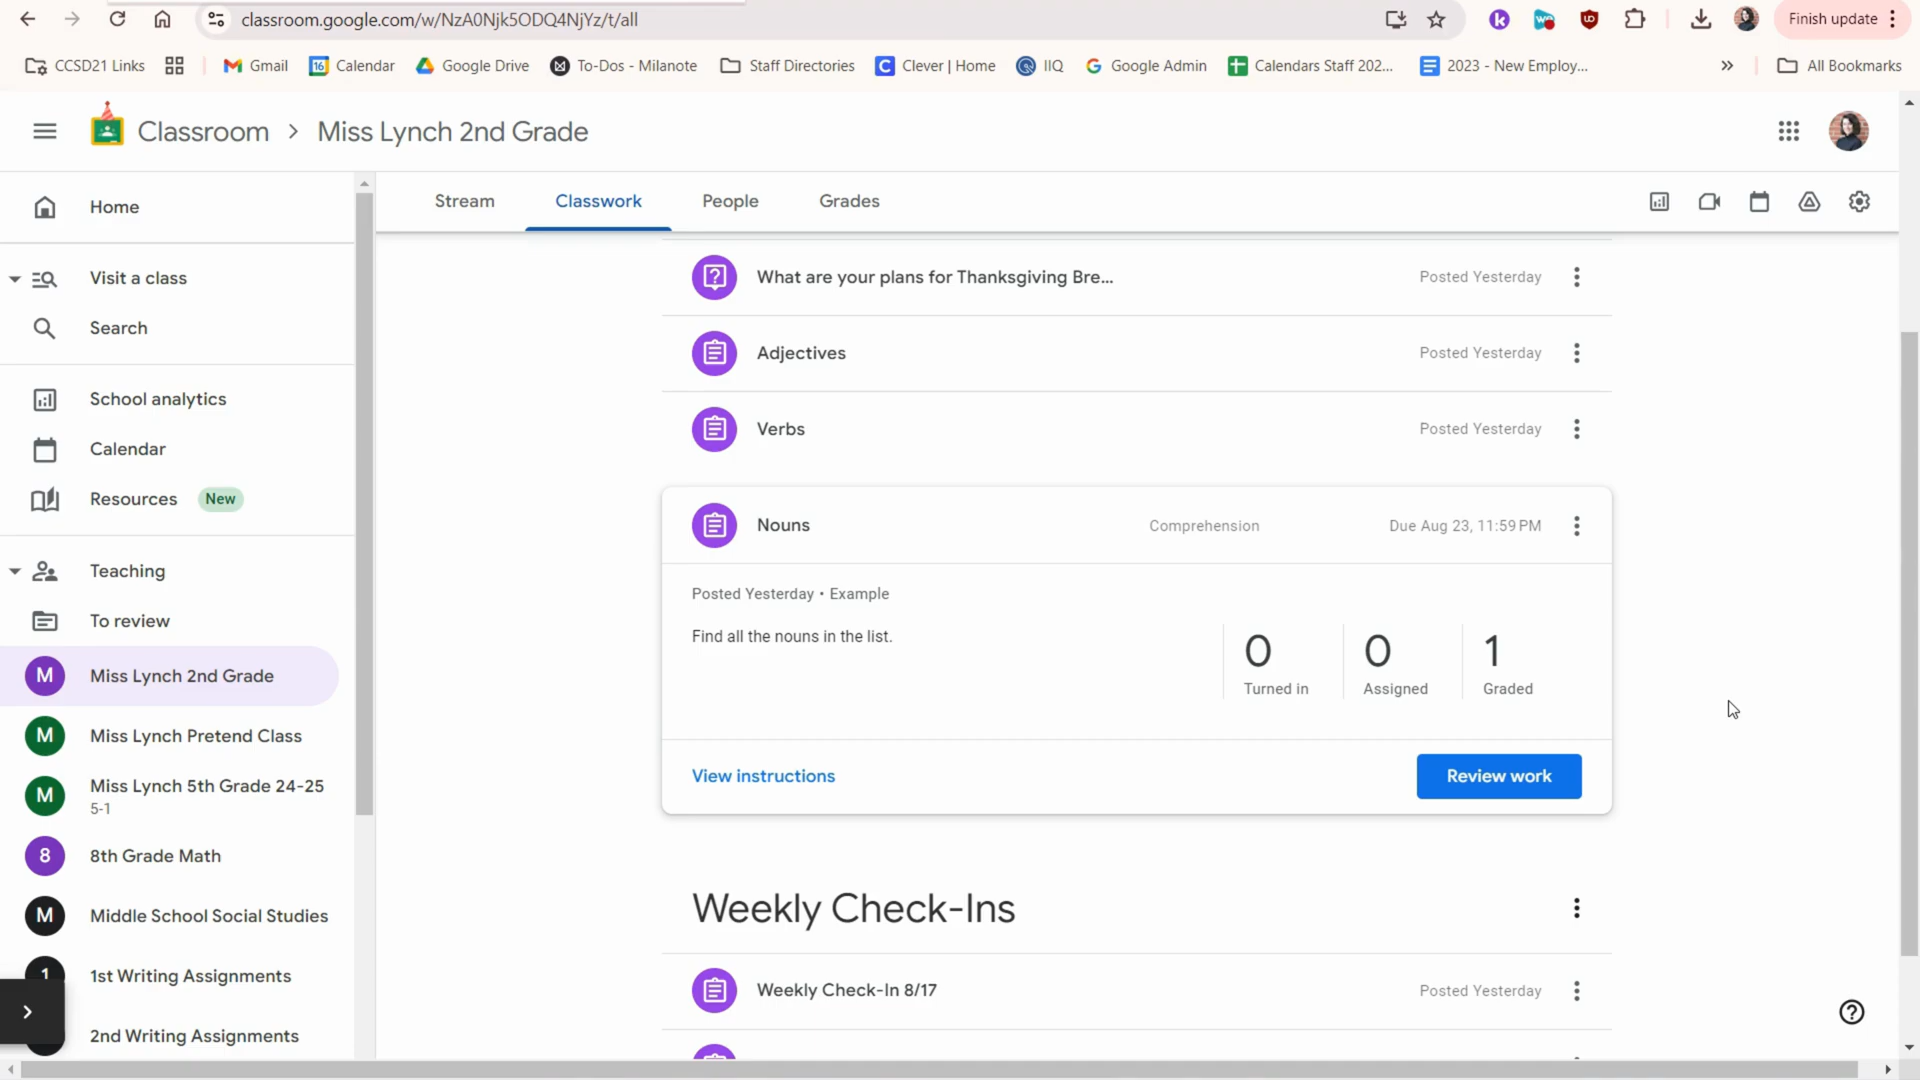 classroom.google.com/w/NzA0Njk5ODQ4NjYz/t/all
Finish update
CCSD21 Links
Gmail
Calendar
Google Drive
To-Dos - Milanote
Staff Directories
Clever | Home
IIQ
Google Admin
Calendars Staff 202...
2023 - New Employ...
All Bookmarks
Classroom > Miss Lynch 2nd Grade
Home
Visit a class
Search
School analytics
Calendar
Resources New
Teaching
To review
M Miss Lynch 2nd Grade
M Miss Lynch Pretend Class
M Miss Lynch 5th Grade 24-25
5-1
8 8th Grade Math
M Middle School Social Studies
1 1st Writing Assignments
2nd Writing Assignments
Stream
Classwork
People
Grades
What are your plans for Thanksgiving Bre... Posted Yesterday
Adjectives Posted Yesterday
Verbs Posted Yesterday
Nouns Comprehension Due Aug 23, 11:59 PM
Posted Yesterday • Example
Find all the nouns in the list.
0 0 1
Turned in Assigned Graded
View instructions Review work
Weekly Check-Ins
Weekly Check-In 8/17 Posted Yesterday